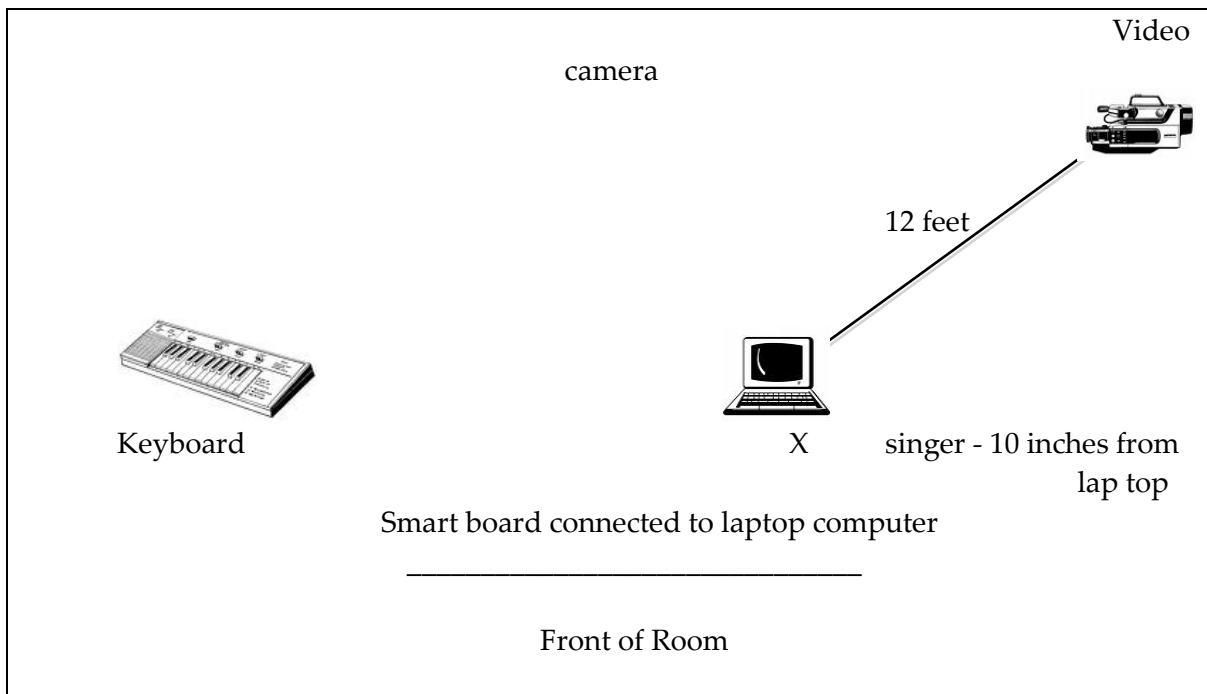 Video
camera
12 feet
Keyboard
X singer - 10 inches from
lap top
Smart board connected to laptop computer
Front of Room